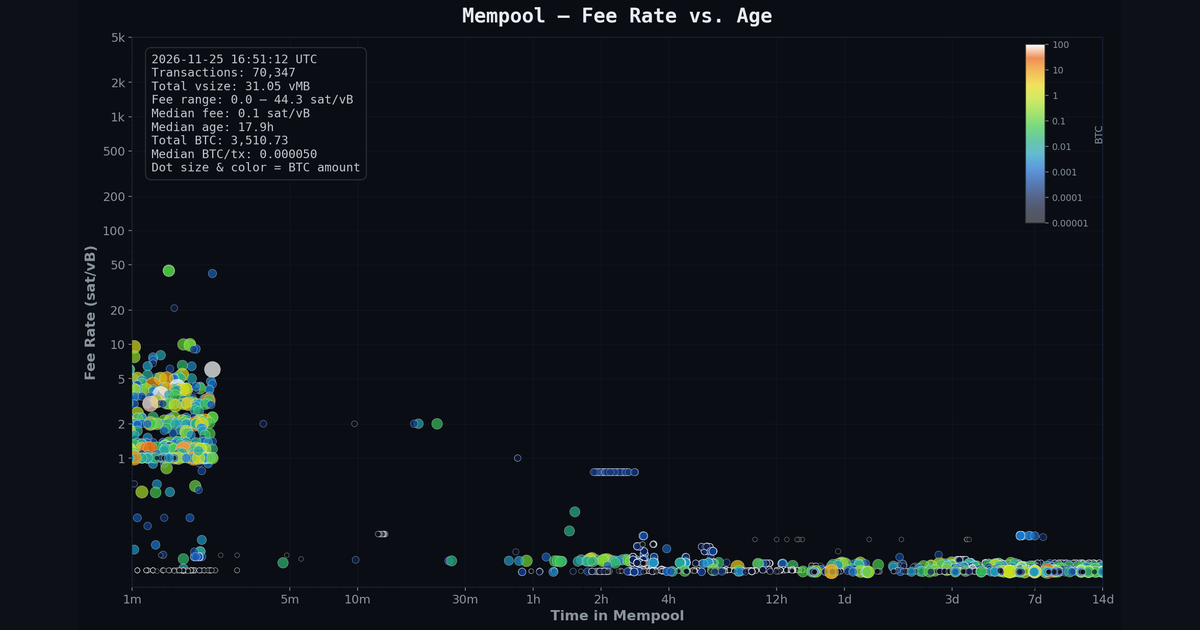 Mempool — Fee Rate vs. Age
5k
2k
1k
500
200
100
50
20
10
5
2
1
Fee Rate (sat/vB)
2026-11-25 16:51:12 UTC
Transactions: 70,347
Total vsize: 31.05 vMB
Fee range: 0.0 — 44.3 sat/vB
Median fee: 0.1 sat/vB
Median age: 17.9h
Total BTC: 3,510.73
Median BTC/tx: 0.000050
Dot size & color = BTC amount
100
10
1
0.1
0.01
0.001
0.0001
0.00001
BTC
1m 5m 10m 30m 1h 2h 4h 12h 1d 3d 7d 14d
Time in Mempool